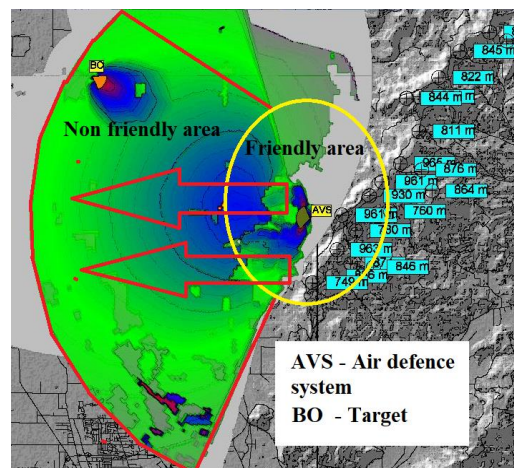 845 m
BO
822 m
844 m
Non friendly area
811 m
Friendly area
876 m
961 m
930 m
864 m
AVS
961
760 m
963
846 m
749
AVS - Air defence
system
BO - Target